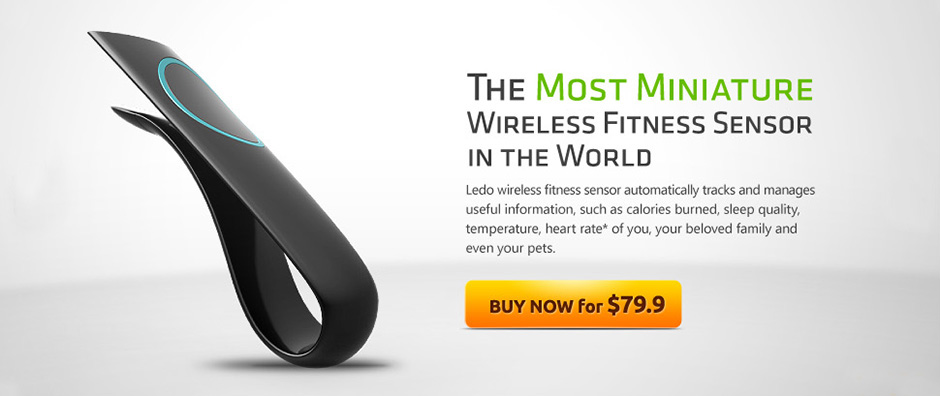 The Most Miniature
Wireless Fitness Sensor
in the World
Ledo wireless fitness sensor automatically tracks and manages
useful information, such as calories burned, sleep quality,
temperature, heart rate* of you, your beloved family and
even your pets.
BUY NOW for $79.9